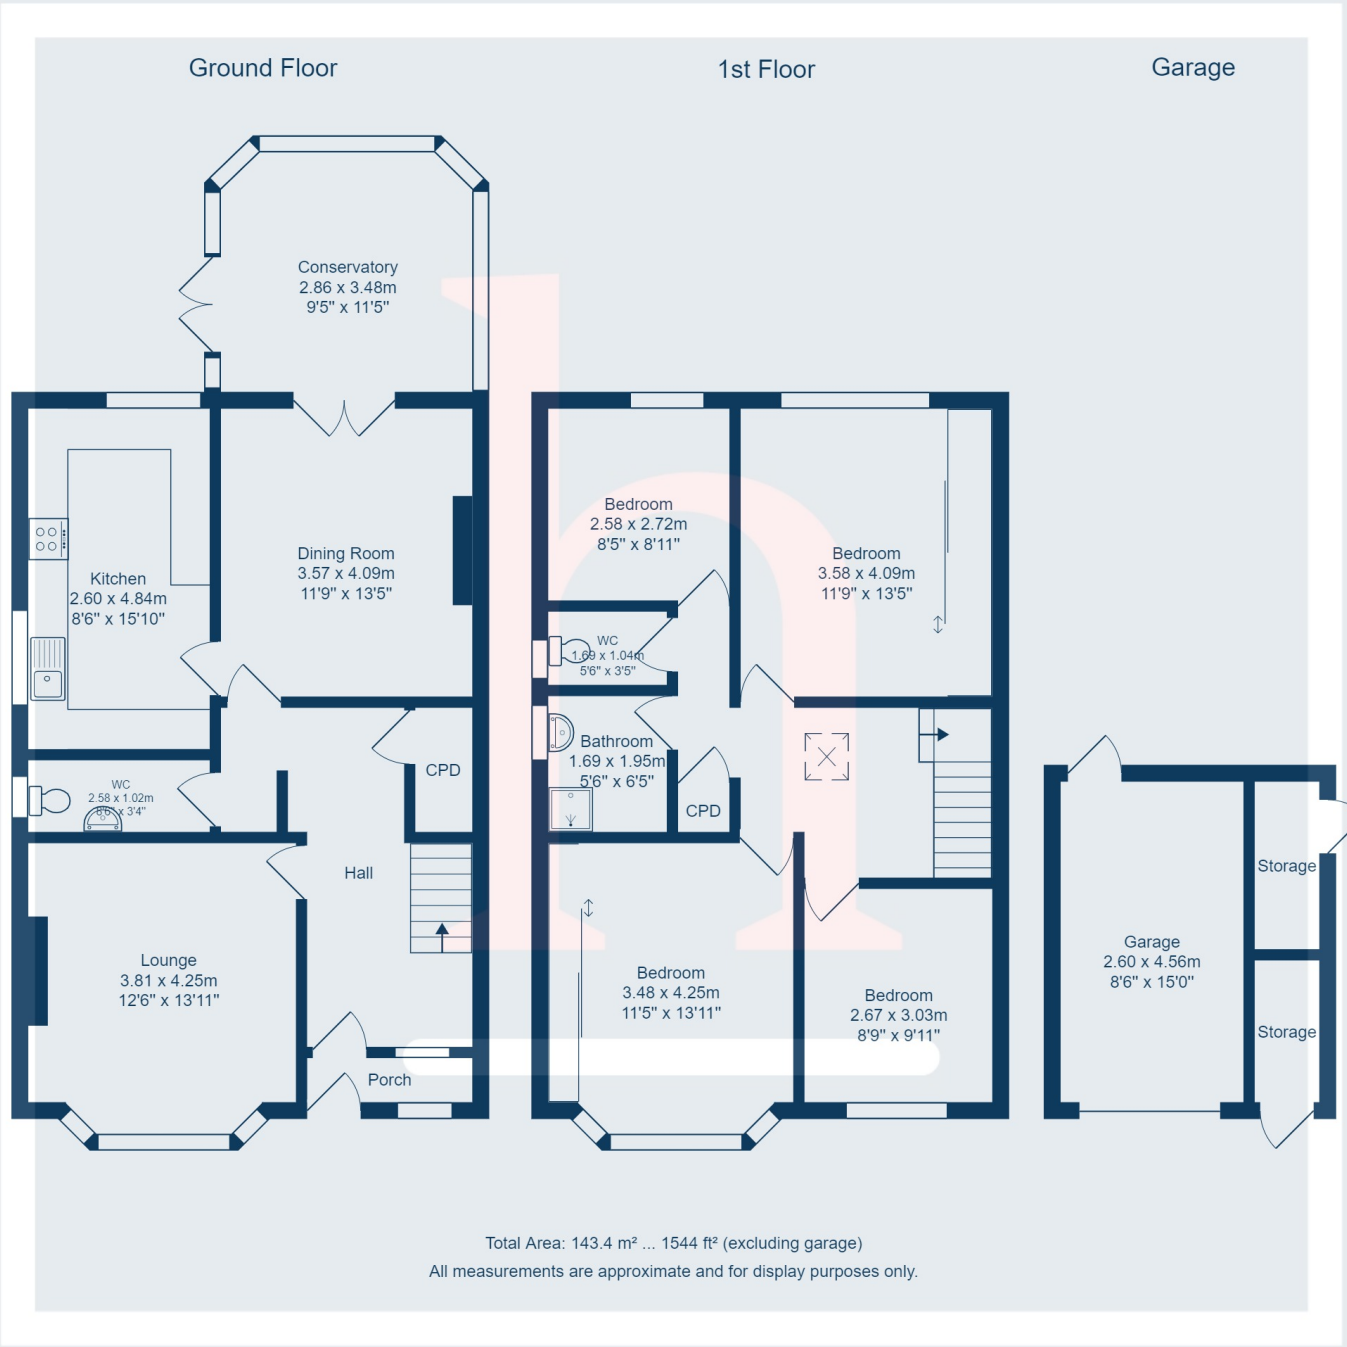 Ground Floor
1st Floor
Garage
Conservatory
2.86 x 3.48m
9'5" x 11'5"
Kitchen
2.60 x 4.84m
8'6" x 15'10"
Dining Room
3.57 x 4.09m
11'9" x 13'5"
CPD
WC
2.58 x 1.02m
8'6" x 3'4"
Hall
Lounge
3.81 x 4.25m
12'6" x 13'11"
Porch
Bedroom
2.58 x 2.72m
8'5" x 8'11"
Bedroom
3.58 x 4.09m
11'9" x 13'5"
WC
1.69 x 1.04m
5'6" x 3'5"
Bathroom
1.69 x 1.95m
5'6" x 6'5"
CPD
Bedroom
3.48 x 4.25m
11'5" x 13'11"
Bedroom
2.67 x 3.03m
8'9" x 9'11"
Garage
2.60 x 4.56m
8'6" x 15'0"
Storage
Storage
Total Area: 143.4 m² ... 1544 ft² (excluding garage)
All measurements are approximate and for display purposes only.